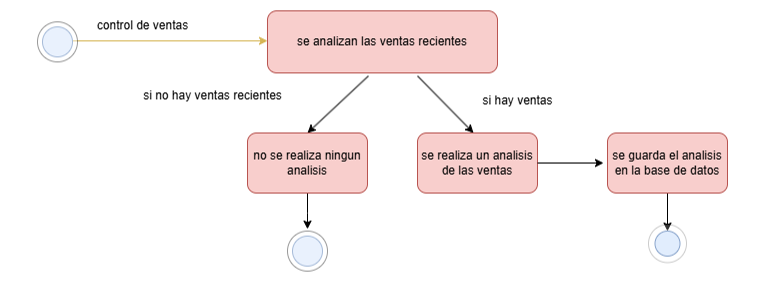 control de ventas
se analizan las ventas recientes
si no hay ventas recientes
si hay ventas
no se realiza ningun
analisis
se realiza un analisis
de las ventas
se guarda el analisis
en la base de datos